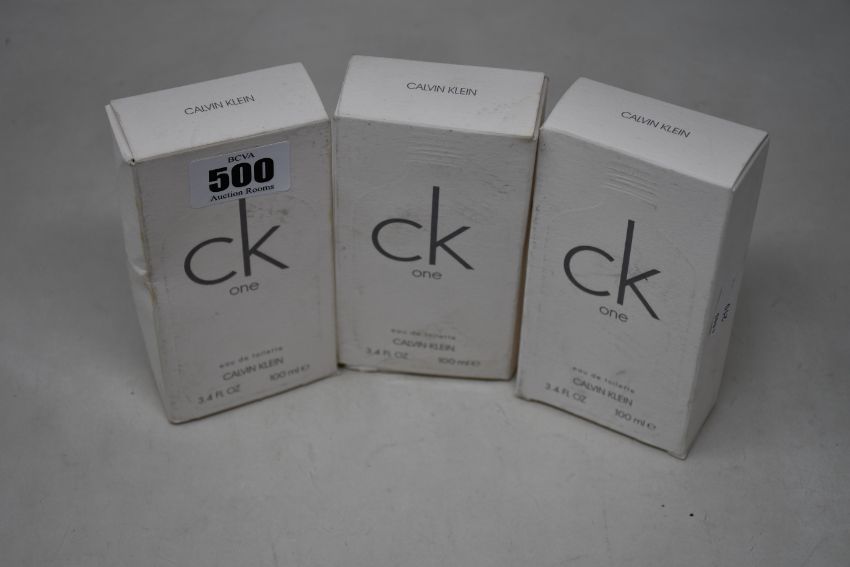 CALVIN KLEIN
BCVA
500
Auction Rooms
ck
one
eau de toilette
CALVIN KLEIN
3.4 FL OZ 100 ml e
CALVIN KLEIN
ck
one
eau de toilette
CALVIN KLEIN
3.4 FL OZ 100 ml e
CALVIN KLEIN
ck
one
eau de toilette
CALVIN KLEIN
3.4 FL OZ 100 ml e